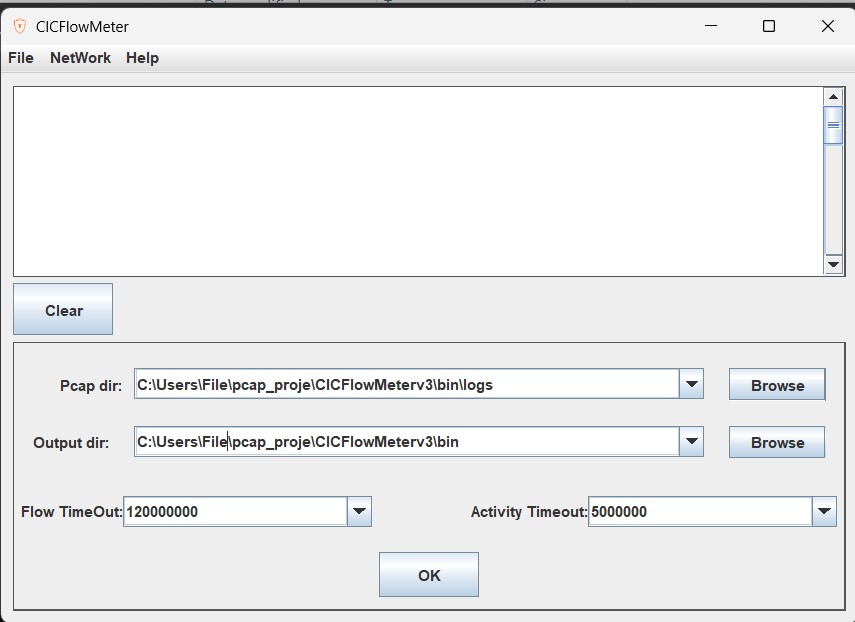 CICFlowMeter
File NetWork Help
Clear
Pcap dir: C:\Users\File\pcap_proje\CICFlowMeterv3\bin\logs Browse
Output dir: C:\Users\File\pcap_proje\CICFlowMeterv3\bin Browse
Flow TimeOut: 120000000 Activity Timeout: 5000000
OK